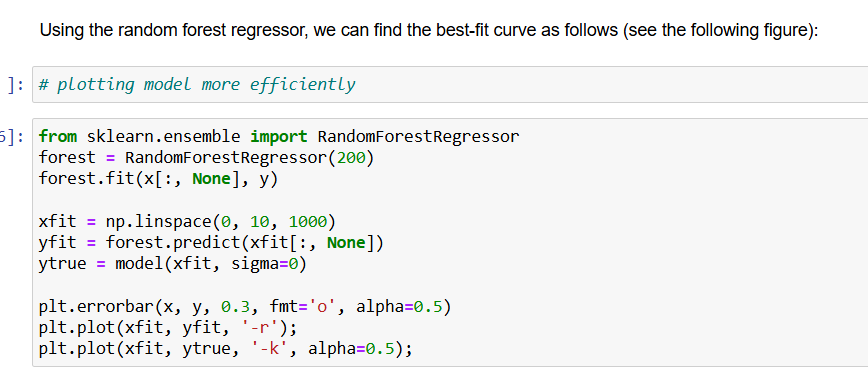 Using the random forest regressor, we can find the best-fit curve as follows (see the following figure):
]: # plotting model more efficiently
6]: from sklearn.ensemble import RandomForestRegressor
forest = RandomForestRegressor(200)
forest.fit(x[:, None], y)
xfit = np.linspace(0, 10, 1000)
yfit = forest.predict(xfit[:, None])
ytrue = model(xfit, sigma=0)
plt.errorbar(x, y, 0.3, fmt='o', alpha=0.5)
plt.plot(xfit, yfit, '-r');
plt.plot(xfit, ytrue, '-k', alpha=0.5);